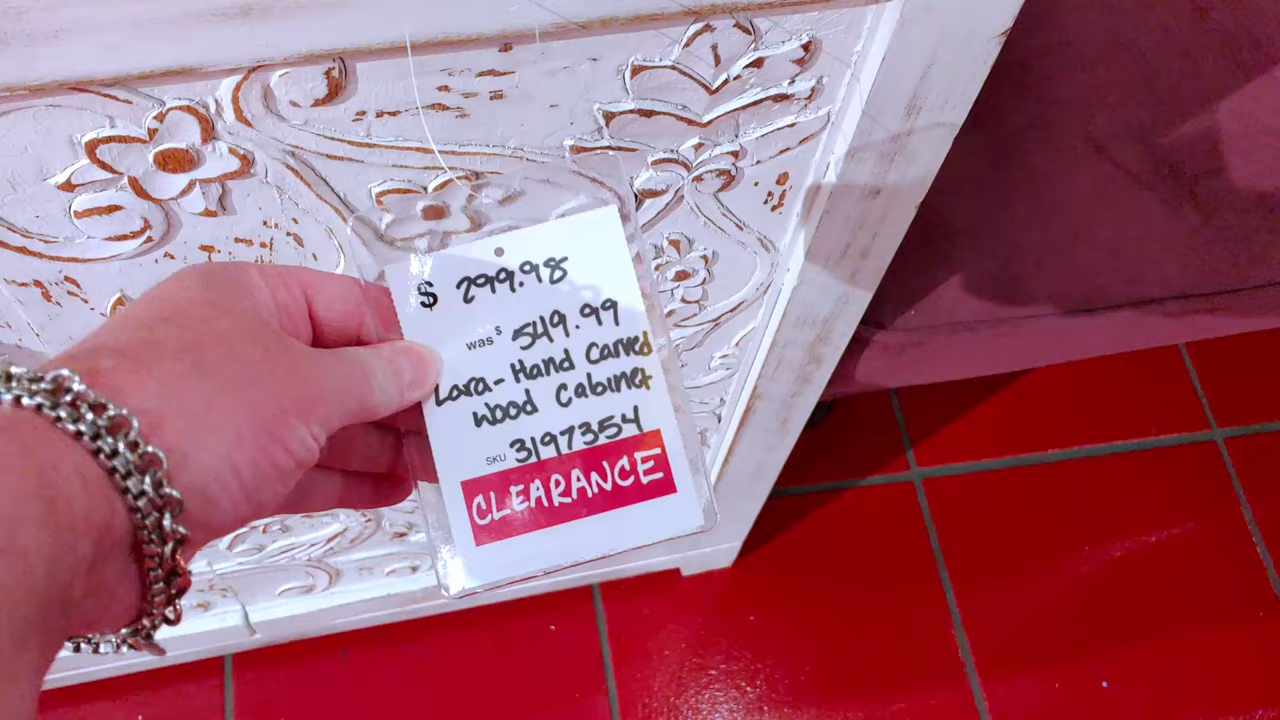 $ 299.98
was $ 549.99
Lara-Hand Carved
Wood Cabinet
SKU 3197354
CLEARANCE